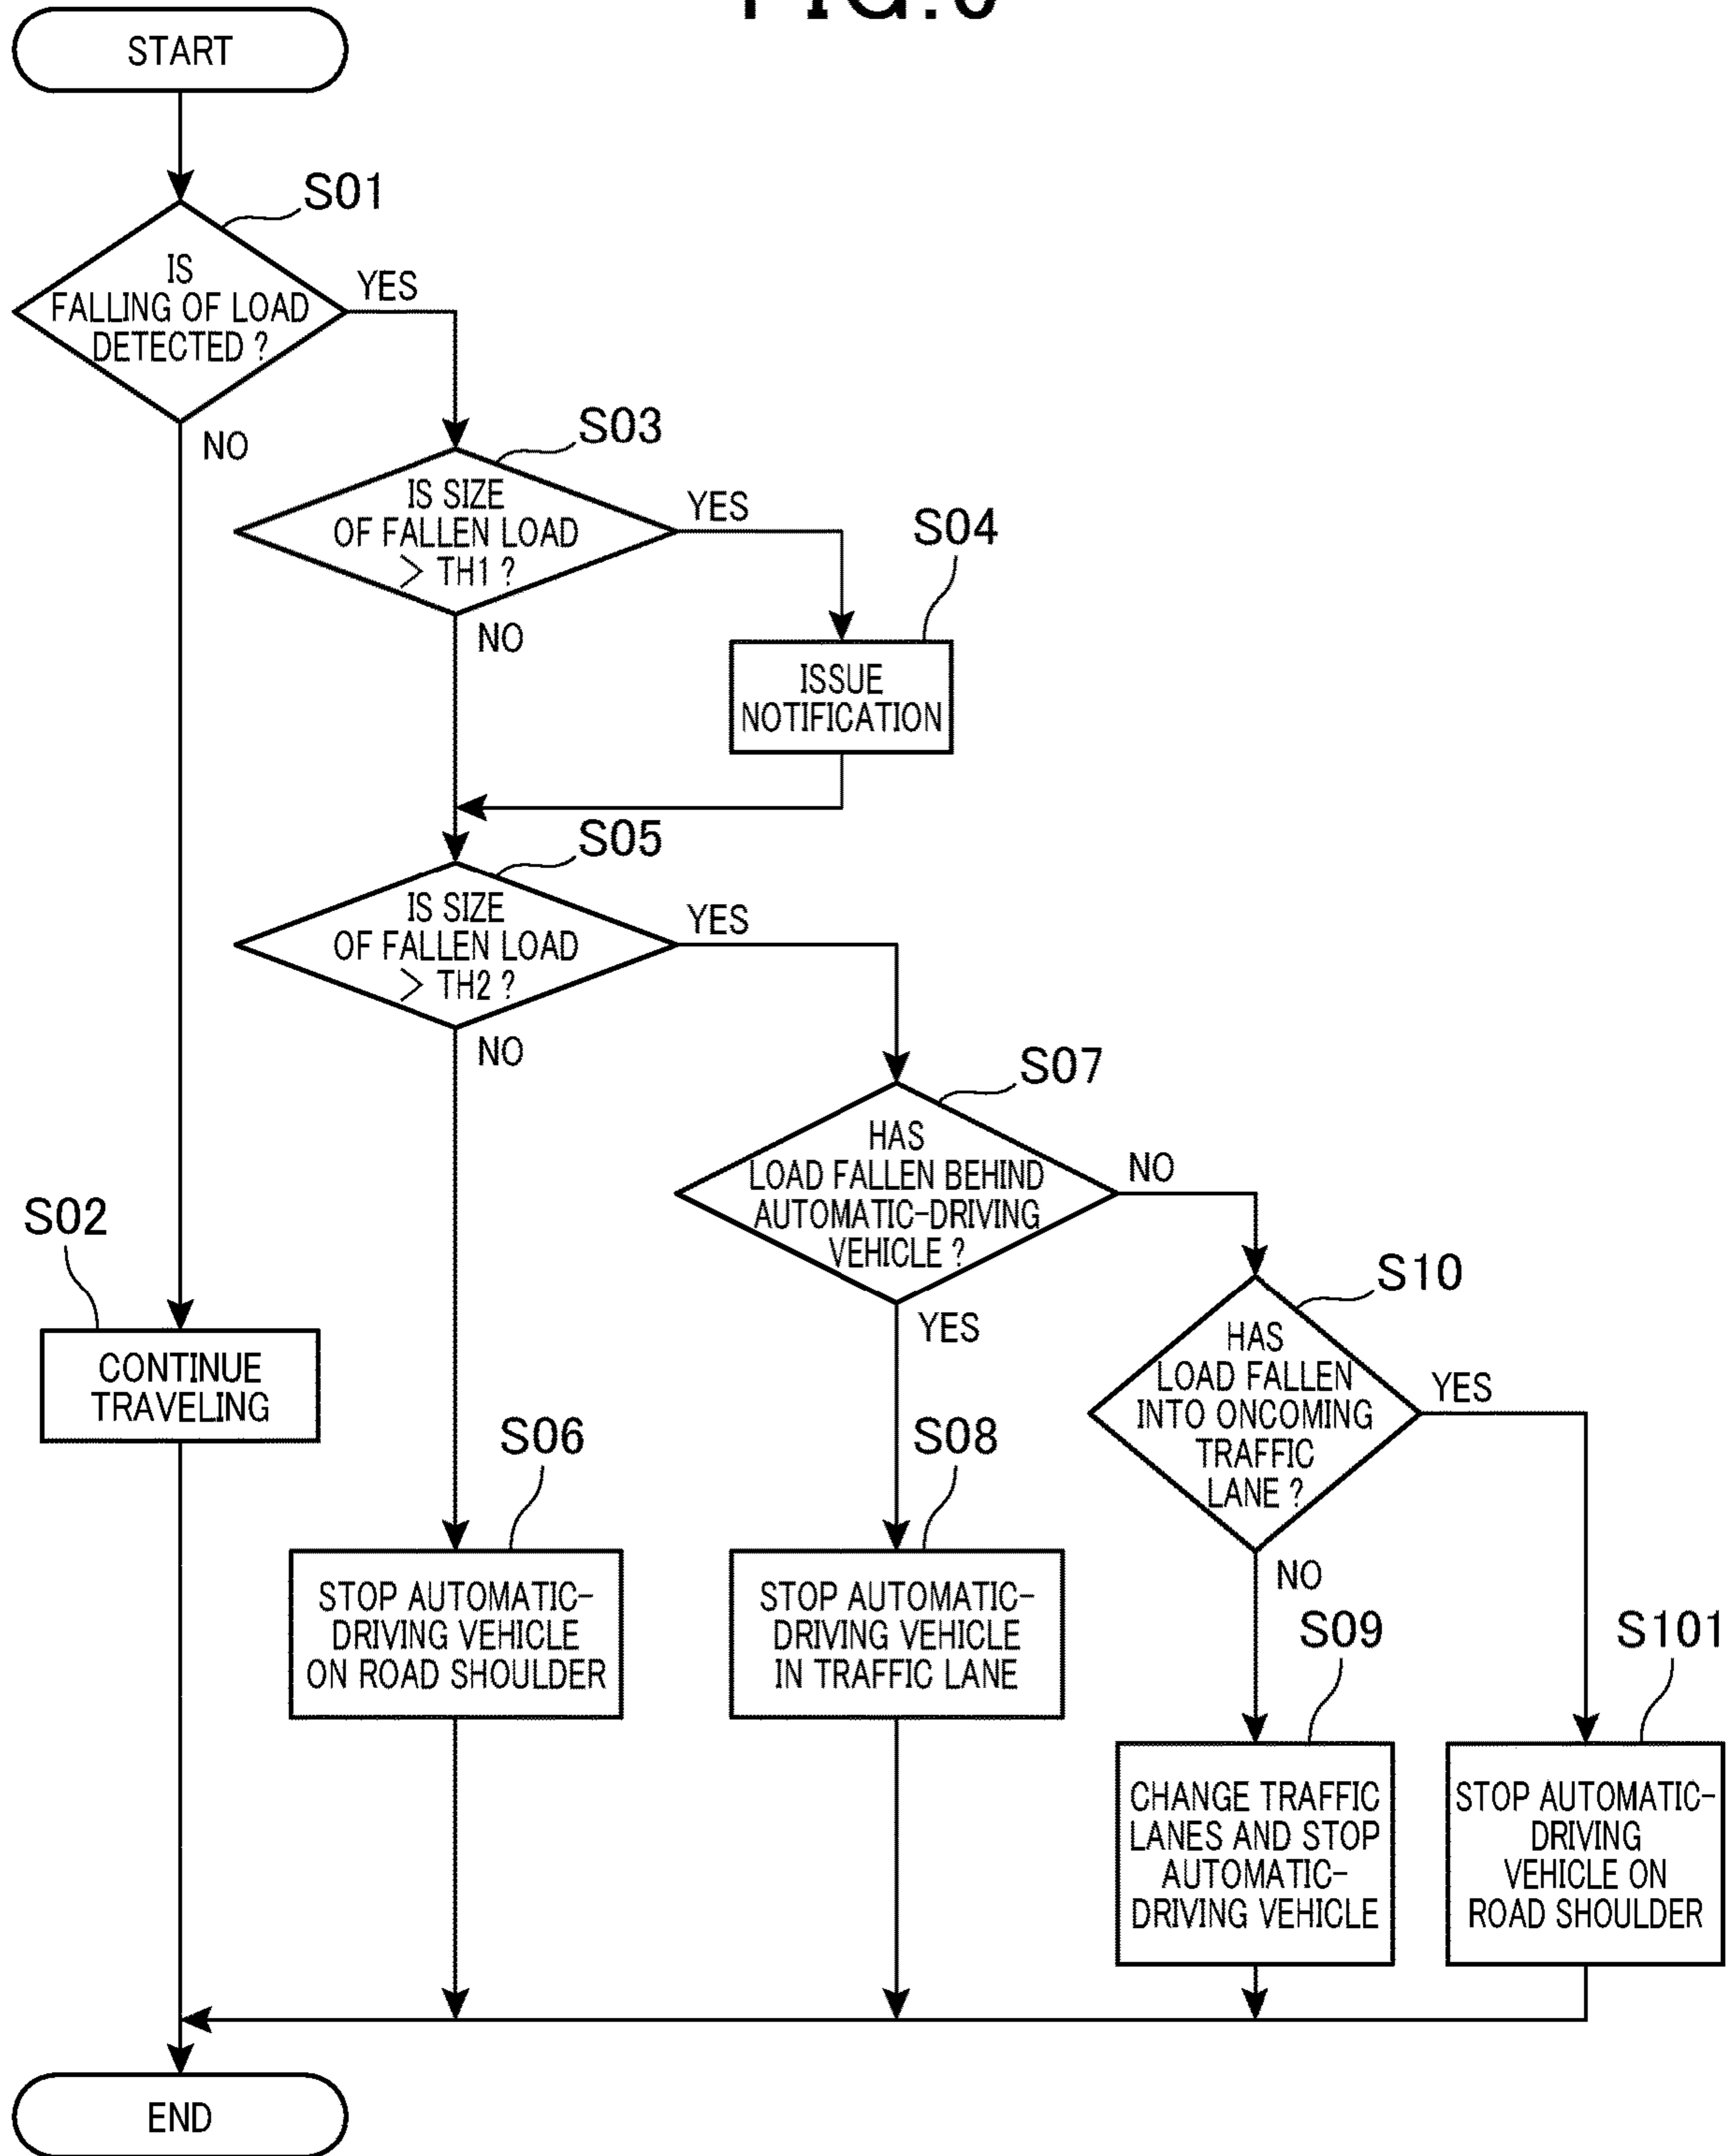 START
S01
IS
FALLING OF LOAD
DETECTED ?
YES
NO
S03
IS SIZE
OF FALLEN LOAD
> TH1 ?
YES
NO
S04
ISSUE
NOTIFICATION
S05
IS SIZE
OF FALLEN LOAD
> TH2 ?
YES
NO
S07
HAS
LOAD FALLEN BEHIND
AUTOMATIC-DRIVING
VEHICLE ?
NO
YES
S10
HAS
LOAD FALLEN
INTO ONCOMING
TRAFFIC
LANE ?
YES
NO
S02
CONTINUE
TRAVELING
S06
STOP AUTOMATIC-
DRIVING VEHICLE
ON ROAD SHOULDER
S08
STOP AUTOMATIC-
DRIVING VEHICLE
IN TRAFFIC LANE
S09
CHANGE TRAFFIC
LANES AND STOP
AUTOMATIC-
DRIVING VEHICLE
S101
STOP AUTOMATIC-
DRIVING
VEHICLE ON
ROAD SHOULDER
END